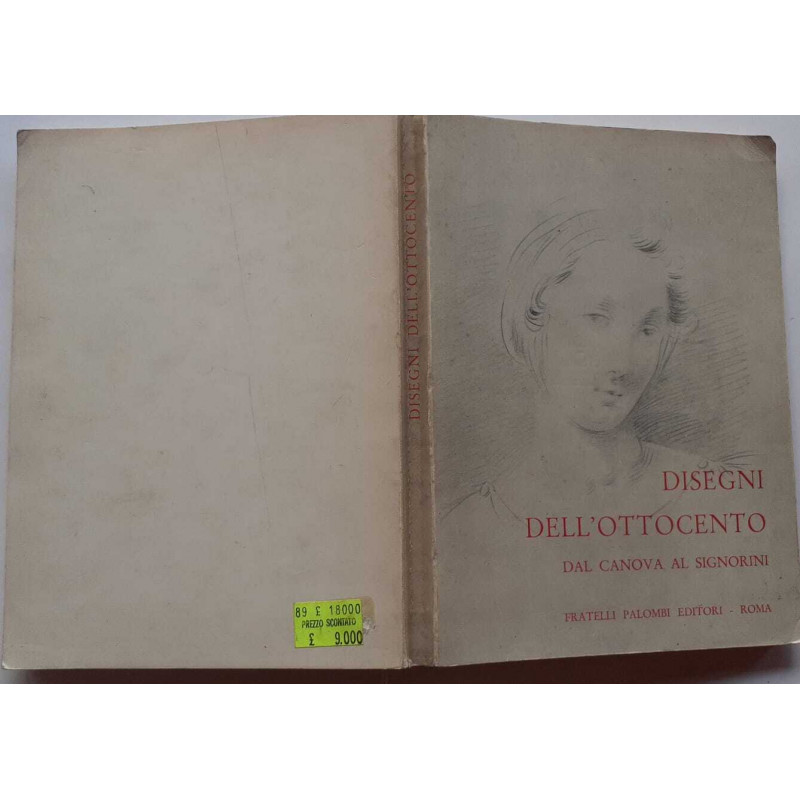 DISEGNI DELL'OTTOCENTO
DISEGNI
DELL'OTTOCENTO
DAL CANOVA AL SIGNORINI
FRATELLI PALOMBI EDITORI - ROMA
89 £ 18000
PREZZO SCONTATO
£ 9.000